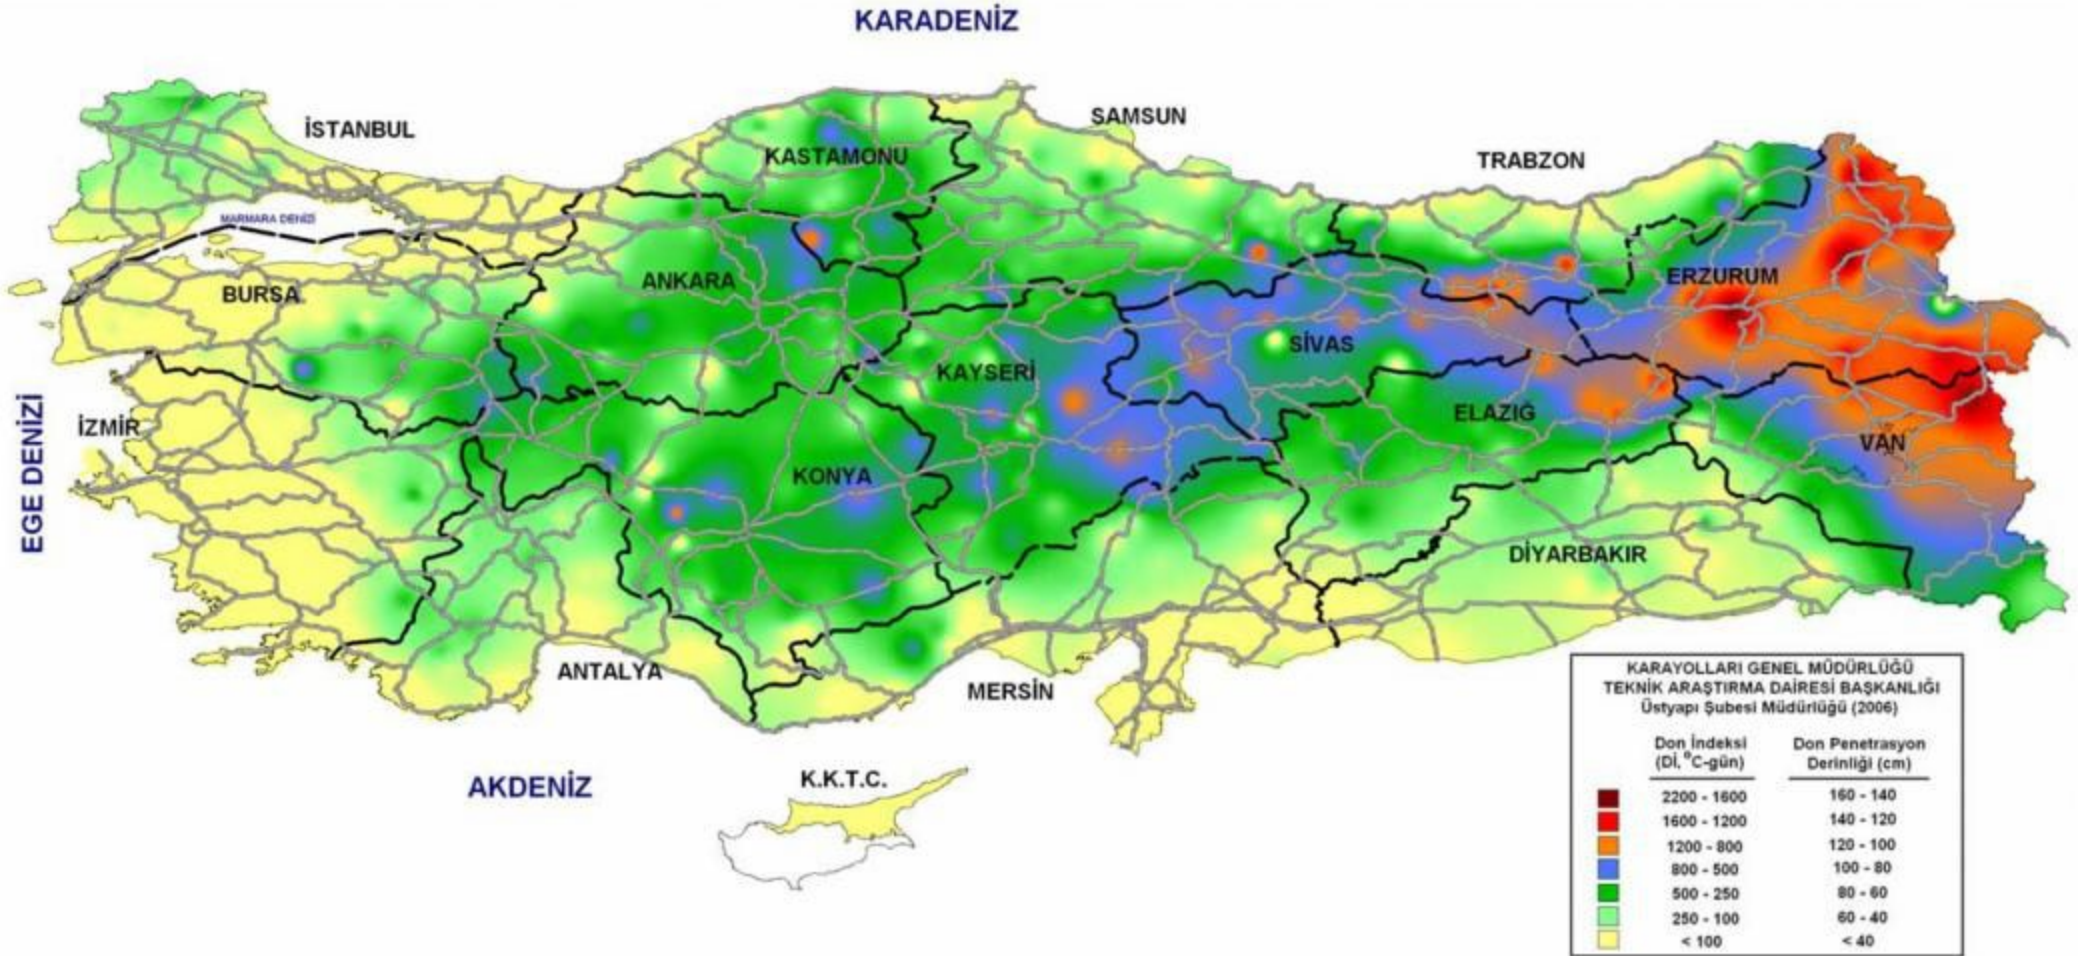 KARADENİZ
İSTANBUL
SAMSUN
KASTAMONU
TRABZON
MARMARA DENİZİ
ANKARA
ERZURUM
BURSA
SİVAS
KAYSERİ
ELAZIĞ
İZMİR
VAN
EGE DENİZİ
KONYA
DİYARBAKIR
ANTALYA
MERSİN
AKDENİZ
K.K.T.C.
KARAYOLLARI GENEL MÜDÜRLÜĞÜ
TEKNİK ARAŞTIRMA DAİRESİ BAŞKANLIĞI
Üstyapı Şubesi Müdürlüğü (2006)
Don İndeksi Don Penetrasyon
(Dİ, °C-gün) Derinliği (cm)
2200 - 1600 160 - 140
1600 - 1200 140 - 120
1200 - 800 120 - 100
800 - 500 100 - 80
500 - 250 80 - 60
250 - 100 60 - 40
< 100 < 40